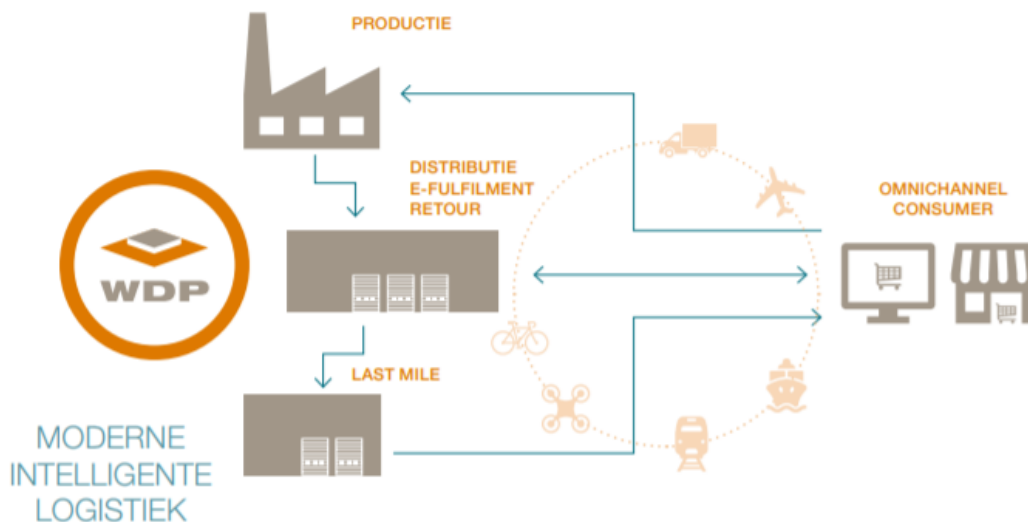 PRODUCTIE
DISTRIBUTIE
E-FULFILMENT
RETOUR
OMNICHANNEL
CONSUMER
WDP
LAST MILE
MODERNE
INTELLIGENTE
LOGISTIEK